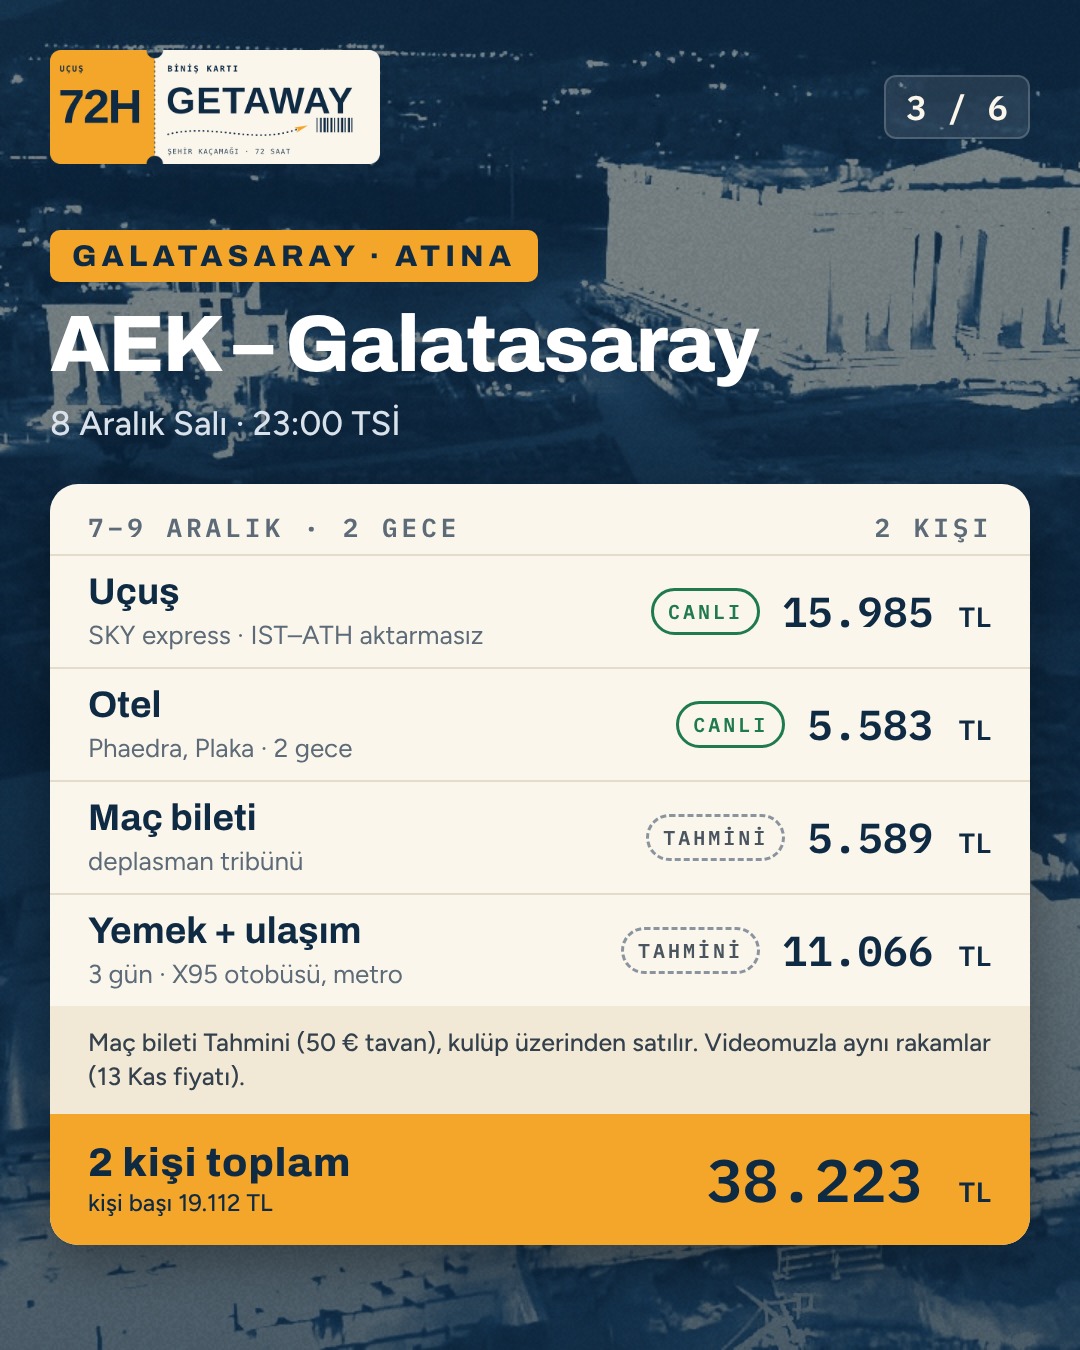 UÇUŞ
72H
BİNİŞ KARTI
GETAWAY
ŞEHİR KAÇAMAĞI · 72 SAAT
3 / 6
GALATASARAY · ATINA
AEK – Galatasaray
8 Aralık Salı · 23:00 TSİ
7–9 ARALIK · 2 GECE 2 KIŞI
Uçuş CANLI 15.985 TL
SKY express · IST–ATH aktarmasız
Otel CANLI 5.583 TL
Phaedra, Plaka · 2 gece
Maç bileti TAHMİNİ 5.589 TL
deplasman tribünü
Yemek + ulaşım TAHMİNİ 11.066 TL
3 gün · X95 otobüsü, metro
Maç bileti Tahmini (50 € tavan), kulüp üzerinden satılır. Videomuzla aynı rakamlar
(13 Kas fiyatı).
2 kişi toplam 38.223 TL
kişi başı 19.112 TL